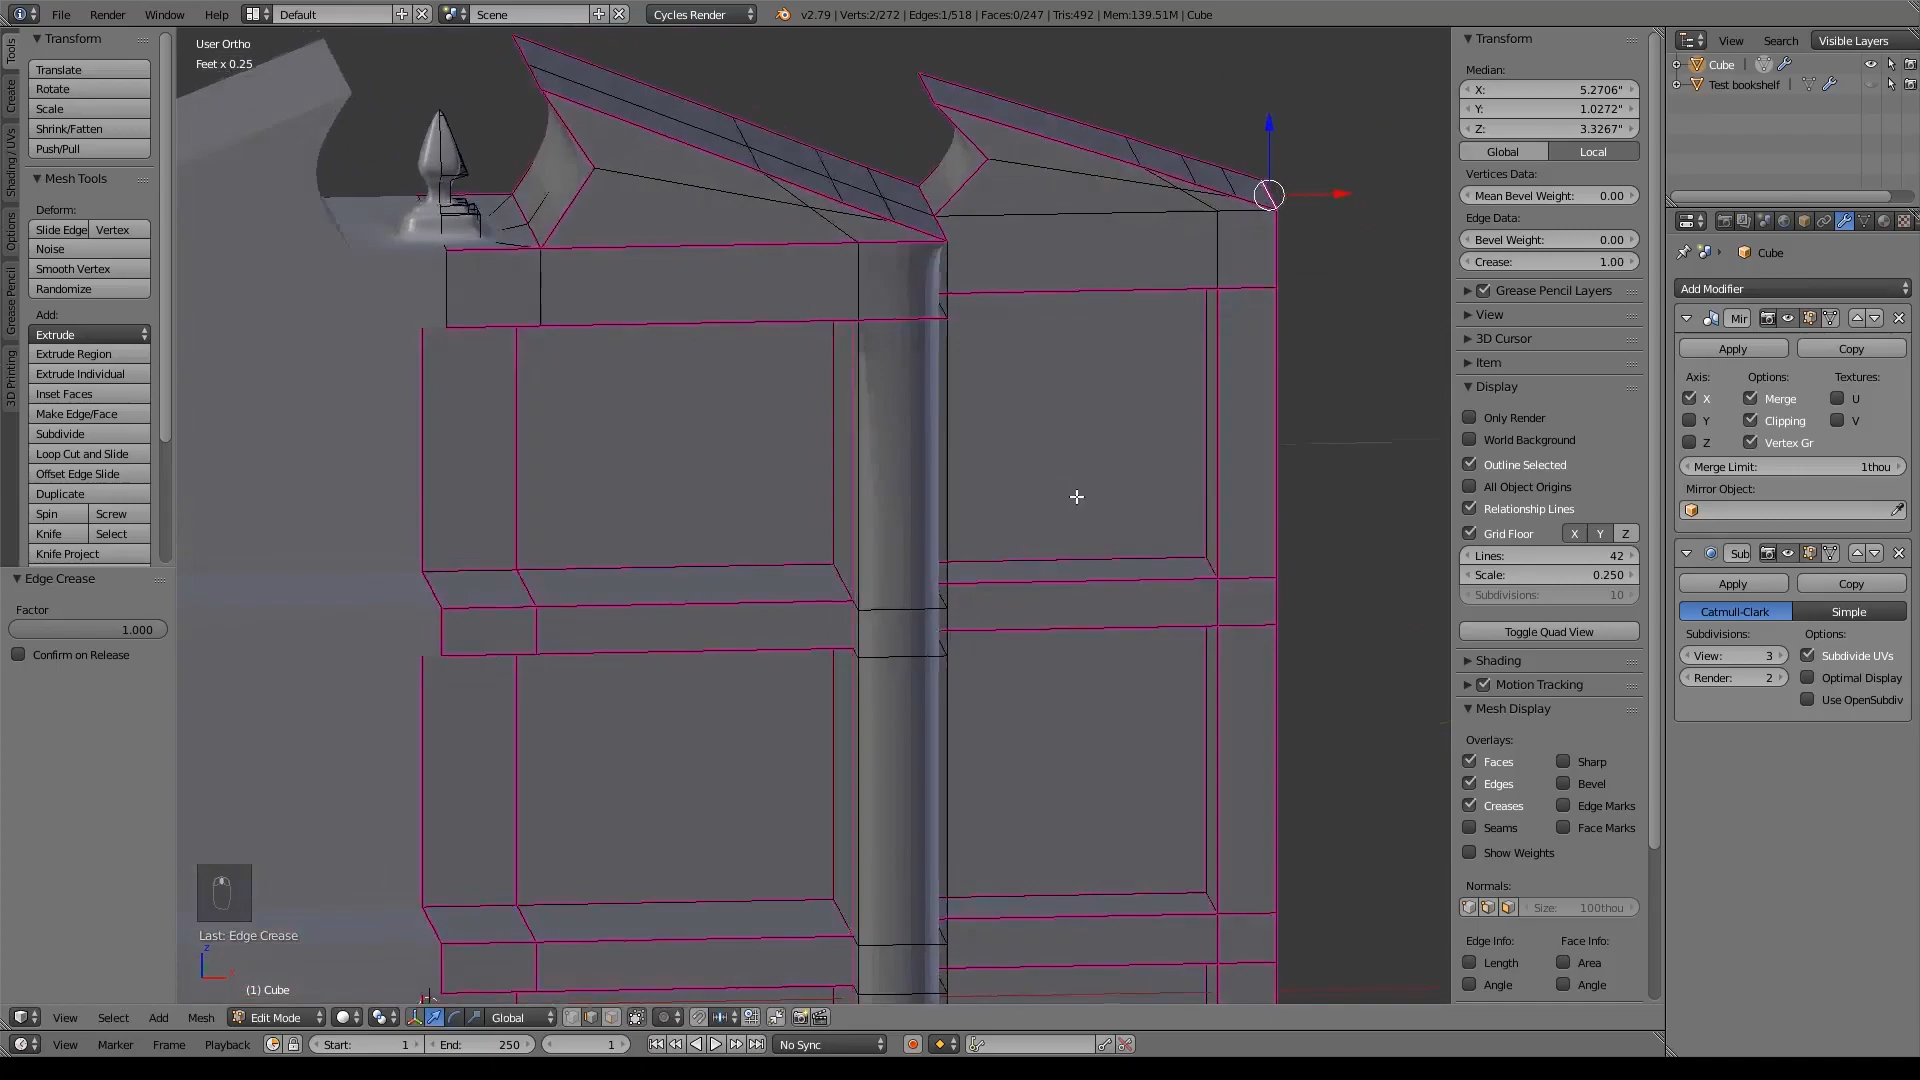 File Render Window Help Default Scene Cycles Render v2.79 | Verts:2/272 | Edges:1/518 | Faces:0/247 | Tris:492 | Mem:139.51M | Cube
Tools
Create
Shading / UVs
Options
Grease Pencil
3D Printing
Transform
Translate
Rotate
Scale
Shrink/Fatten
Push/Pull
Mesh Tools
Deform:
Slide Edge Vertex
Noise
Smooth Vertex
Randomize
Add:
Extrude
Extrude Region
Extrude Individual
Inset Faces
Make Edge/Face
Subdivide
Loop Cut and Slide
Offset Edge Slide
Duplicate
Spin Screw
Knife Select
Knife Project
Edge Crease
Factor
1.000
Confirm on Release
User Ortho
Feet x 0.25
Last: Edge Crease
z
x
(1) Cube
Transform
Median:
X: 5.2706"
Y: 1.0272"
Z: 3.3267"
Global Local
Vertices Data:
Mean Bevel Weight: 0.00
Edge Data:
Bevel Weight: 0.00
Crease: 1.00
Grease Pencil Layers
View
3D Cursor
Item
Display
Only Render
World Background
Outline Selected
All Object Origins
Relationship Lines
Grid Floor X Y Z
Lines: 42
Scale: 0.250
Subdivisions: 10
Toggle Quad View
Shading
Motion Tracking
Mesh Display
Overlays:
Faces Sharp
Edges Bevel
Creases Edge Marks
Seams Face Marks
Show Weights
Normals:
Size: 100thou
Edge Info: Face Info:
Length Area
Angle Angle
View Search Visible Layers
Cube
Test bookshelf
Cube
Add Modifier
Mir
Apply Copy
Axis: Options: Textures:
X Merge U
Y Clipping V
Z Vertex Gr
Merge Limit: 1thou
Mirror Object:
Sub
Apply Copy
Catmull-Clark Simple
Subdivisions: Options:
View: 3 Subdivide UVs
Render: 2 Optimal Display
Use OpenSubdiv
View Select Add Mesh Edit Mode Global
View Marker Frame Playback Start: 1 End: 250 1 No Sync